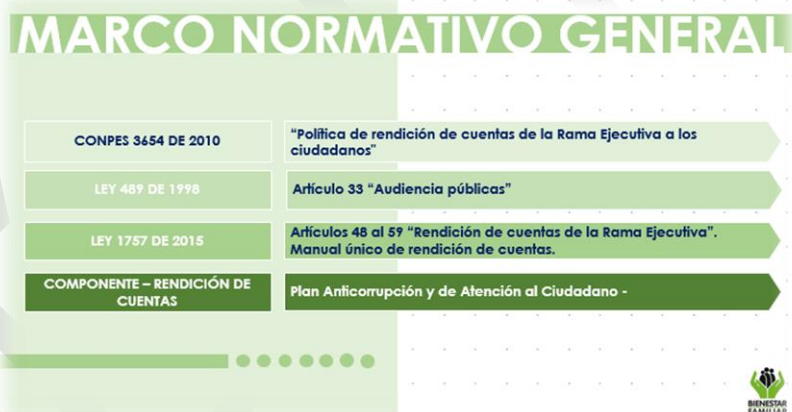 MARCO NORMATIVO GENERAL
CONPES 3654 DE 2010
“Política de rendición de cuentas de la Rama Ejecutiva a los
ciudadanos”
LEY 489 DE 1998
Artículo 33 “Audiencia públicas”
LEY 1757 DE 2015
Artículos 48 al 59 “Rendición de cuentas de la Rama Ejecutiva”.
Manual único de rendición de cuentas.
COMPONENTE – RENDICIÓN DE
CUENTAS
Plan Anticorrupción y de Atención al Ciudadano -
BIENESTAR
FAMILIAR